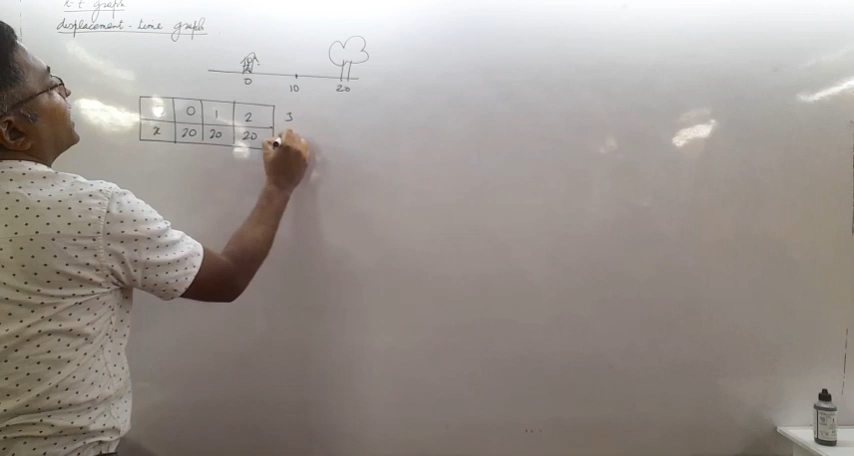 x-t graph
displacement-time graph
0 10 20
0 1 2 3
x 20 20 20